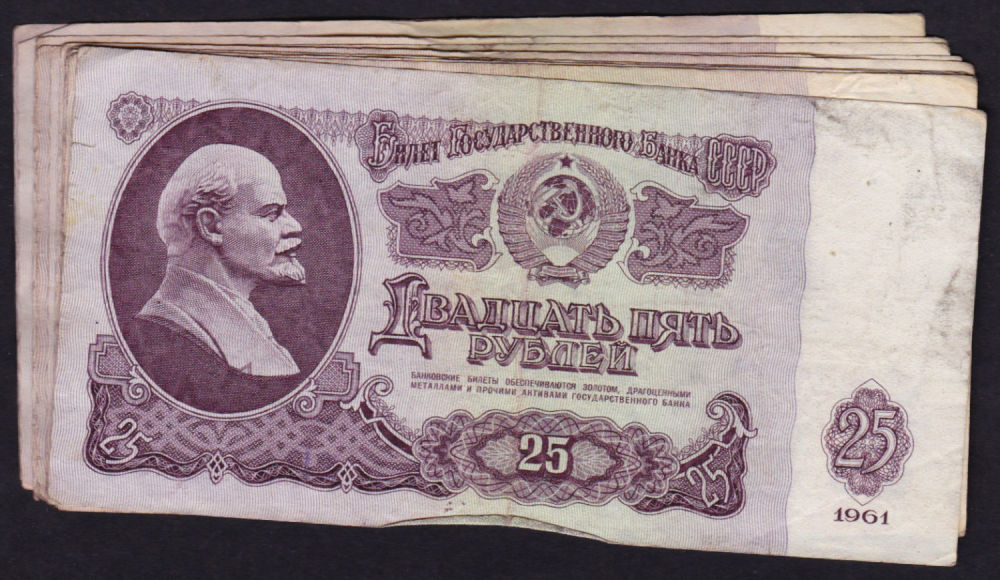 Билет Государственного Банка СССР
Двадцать пять
рублей
БАНКОВСКИЕ БИЛЕТЫ ОБЕСПЕЧИВАЮТСЯ ЗОЛОТОМ, ДРАГОЦЕННЫМИ
МЕТАЛЛАМИ И ПРОЧИМИ АКТИВАМИ ГОСУДАРСТВЕННОГО БАНКА
25
25
25
25
1961